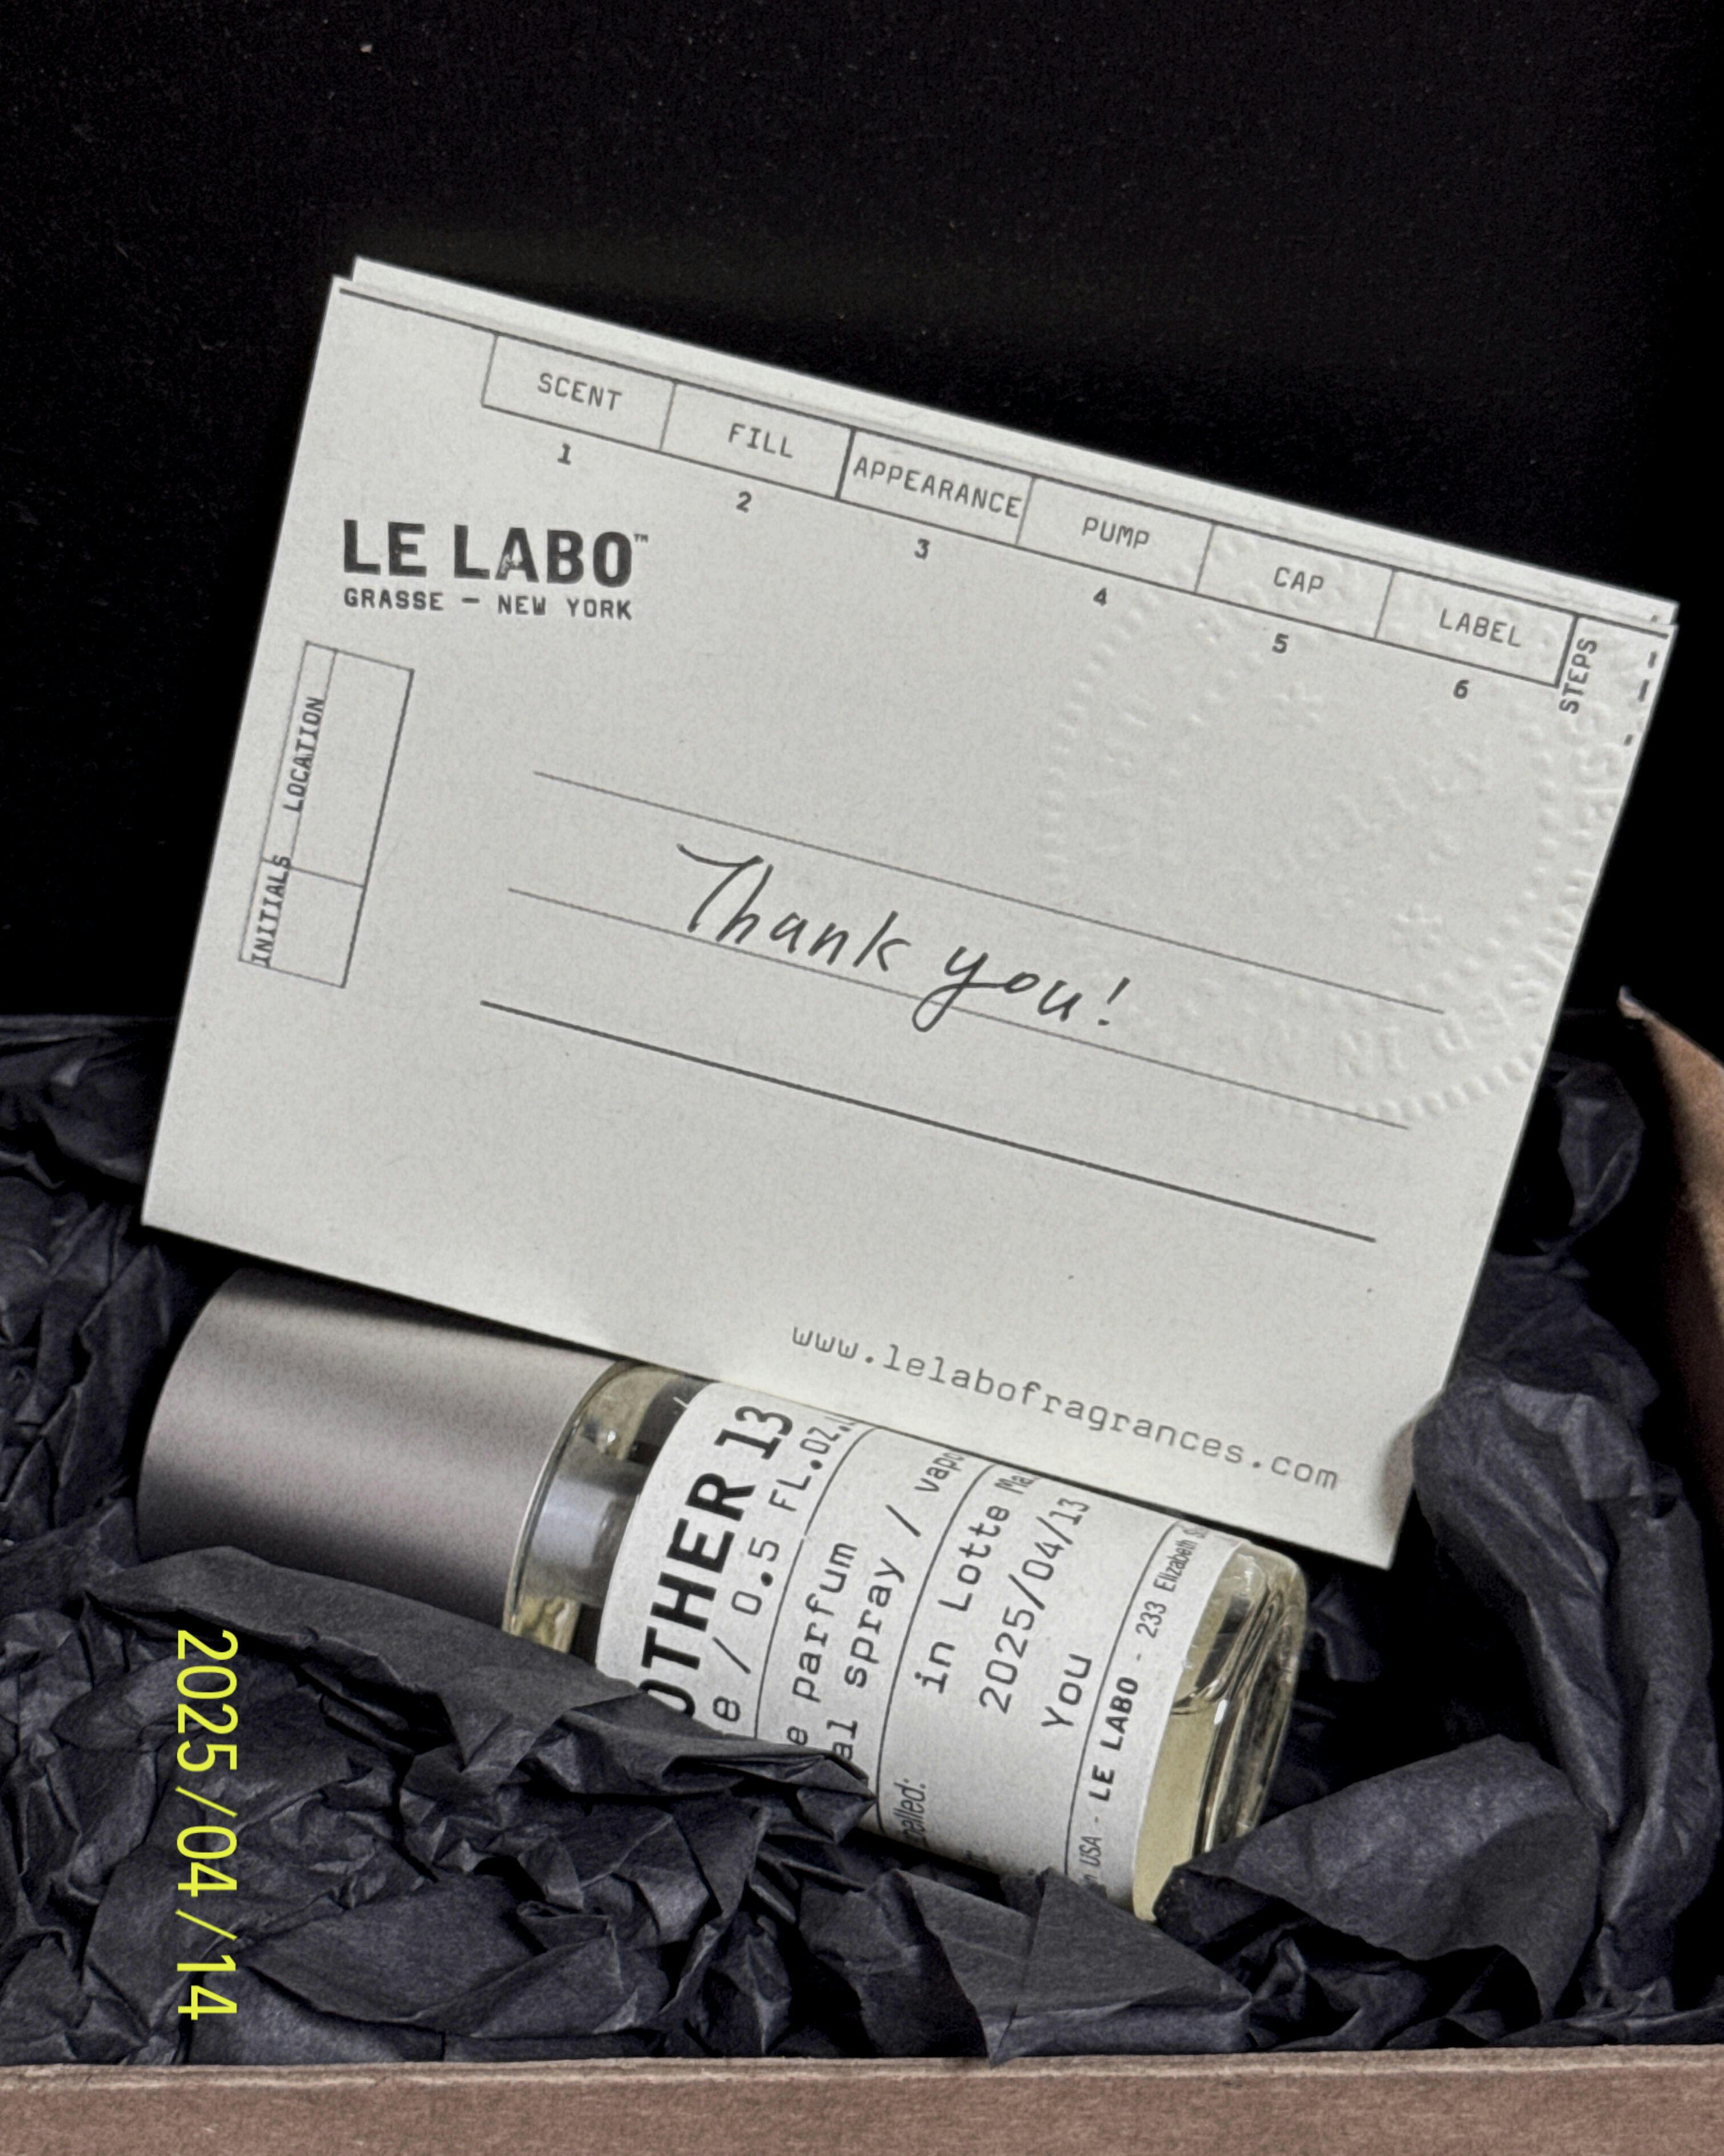 SCENT FILL APPEARANCE PUMP CAP LABEL
1 2 3 4 5 6
STEPS
LE LABO™
GRASSE — NEW YORK
LOCATION
INITIALS
Thank you!
www.lelabofragrances.com
OTHER 13
e / 0.5 FL.OZ.
e parfum
al spray / vapo
elled:
in Lotte Ma
2025/04/13
You
USA - LE LABO - 233 Elizabeth
2025/04/14